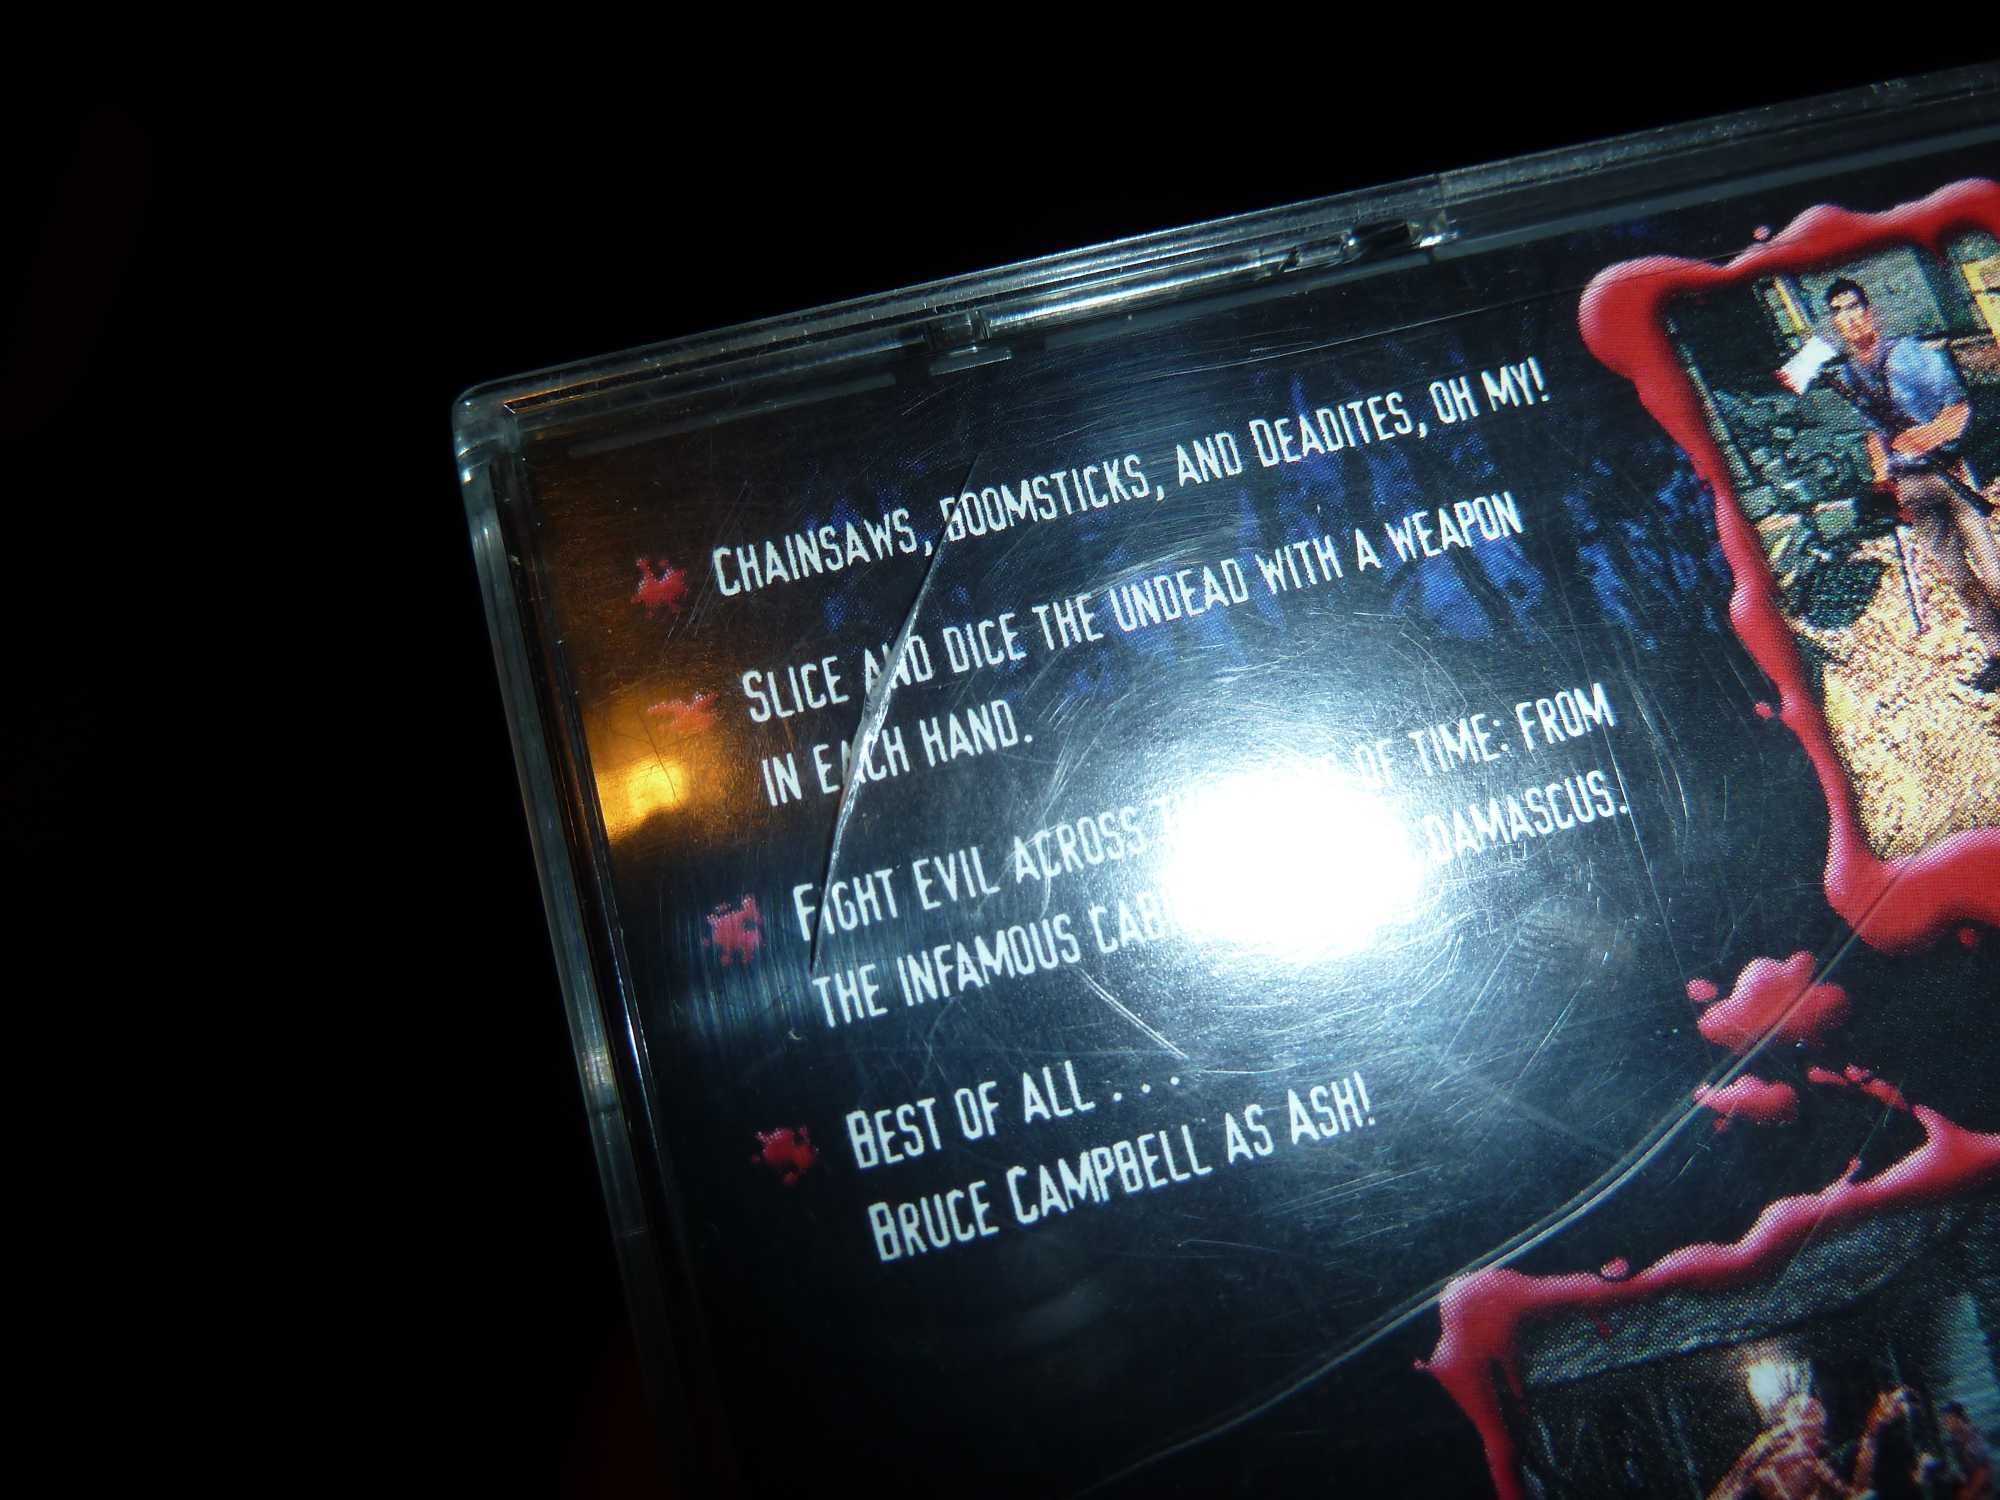 Chainsaws, Boomsticks, and Deadites, oh my!
Slice and dice the undead with a weapon
in each hand.
Fight evil across of time: from
the infamous Damascus.
Best of all . . .
Bruce Campbell as Ash!